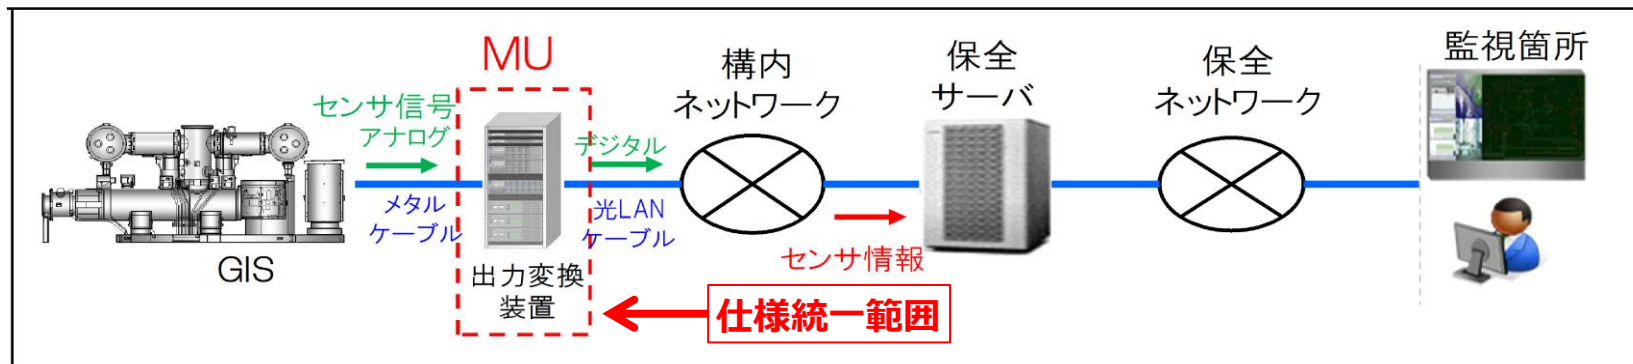 MU
センサ信号
アナログ
メタル
ケーブル
GIS
出力変換
装置
デジタル
光LAN
ケーブル
構内
ネットワーク
センサ情報
仕様統一範囲
保全
サーバ
保全
ネットワーク
監視箇所